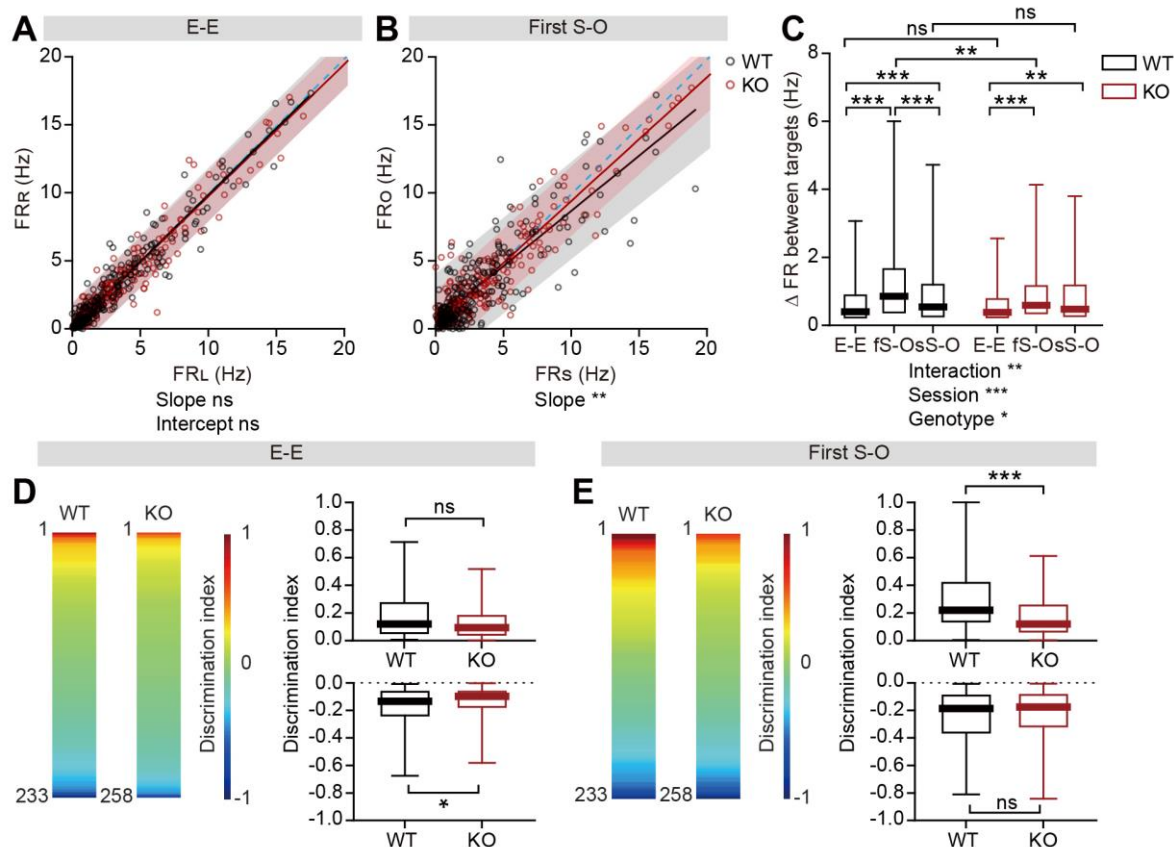 A E-E
FRR (Hz)
20
15
10
5
0
0 5 10 15 20
FRL (Hz)
Slope ns
Intercept ns
B First S-O
WT
KO
FRO (Hz)
20
15
10
5
0
0 5 10 15 20
FRS (Hz)
Slope **
C
ns
ns
**
*** **
*** *** ***
WT
KO
Δ FR between targets (Hz)
8
6
4
2
0
E-E fS-O sS-O E-E fS-O sS-O
Interaction **
Session ***
Genotype *
E-E
D
WT KO
1 1
233 258
1
0
-1
Discrimination index
ns
Discrimination index
1.0
0.8
0.6
0.4
0.2
0.0
WT KO
0.0
-0.2
-0.4
-0.6
-0.8
-1.0
*
WT KO
First S-O
E
WT KO
1 1
233 258
1
0
-1
Discrimination index
***
Discrimination index
1.0
0.8
0.6
0.4
0.2
0.0
WT KO
0.0
-0.2
-0.4
-0.6
-0.8
-1.0
ns
WT KO